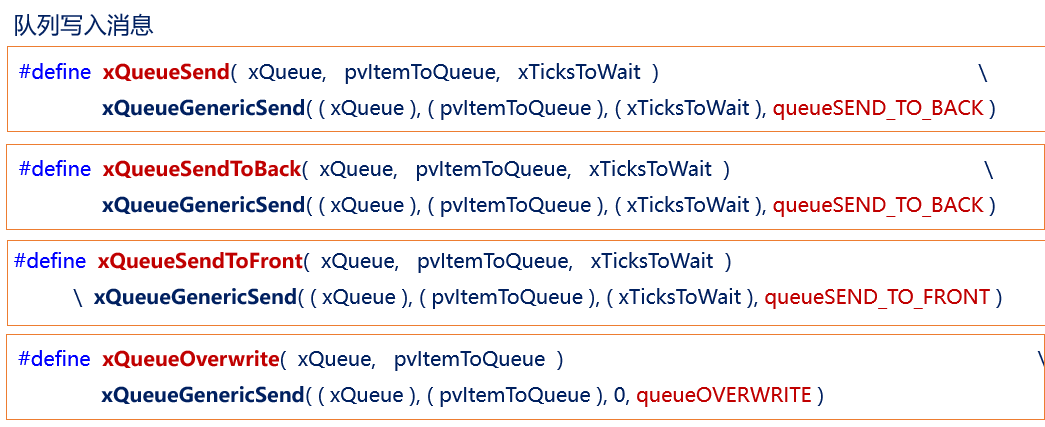 队列写入消息
#define xQueueSend( xQueue, pvItemToQueue, xTicksToWait ) \
xQueueGenericSend( ( xQueue ), ( pvItemToQueue ), ( xTicksToWait ), queueSEND_TO_BACK )
#define xQueueSendToBack( xQueue, pvItemToQueue, xTicksToWait ) \
xQueueGenericSend( ( xQueue ), ( pvItemToQueue ), ( xTicksToWait ), queueSEND_TO_BACK )
#define xQueueSendToFront( xQueue, pvItemToQueue, xTicksToWait )
\ xQueueGenericSend( ( xQueue ), ( pvItemToQueue ), ( xTicksToWait ), queueSEND_TO_FRONT )
#define xQueueOverwrite( xQueue, pvItemToQueue ) \
xQueueGenericSend( ( xQueue ), ( pvItemToQueue ), 0, queueOVERWRITE )